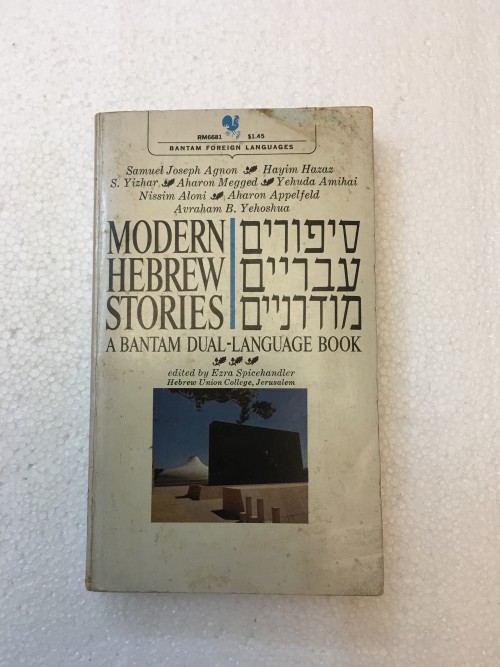 RM6681 $1.45
BANTAM FOREIGN LANGUAGES
Samuel Joseph Agnon Hayim Hazaz
S. Yizhar Aharon Megged Yehuda Amihai
Nissim Aloni Aharon Appelfeld
Avraham B. Yehoshua
MODERN סיפורים
HEBREW עבריים
STORIES מודרניים
A BANTAM DUAL-LANGUAGE BOOK
edited by Ezra Spicehandler
Hebrew Union College, Jerusalem